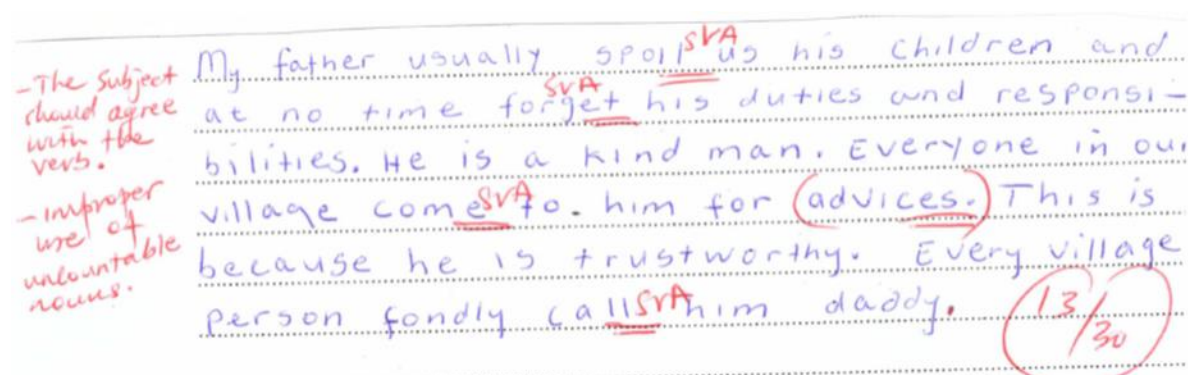 My father usually spoll SVA us his children and
at no time forget SVA his duties and responsi-
bilities. He is a kind man. Everyone in our
village come SVA to. him for advices. This is
because he is trustworthy. Every village
person fondly call SVA him daddy.
-The Subject
should agree
with the
verb.
-improper
use of
uncountable
nouns.
13/30